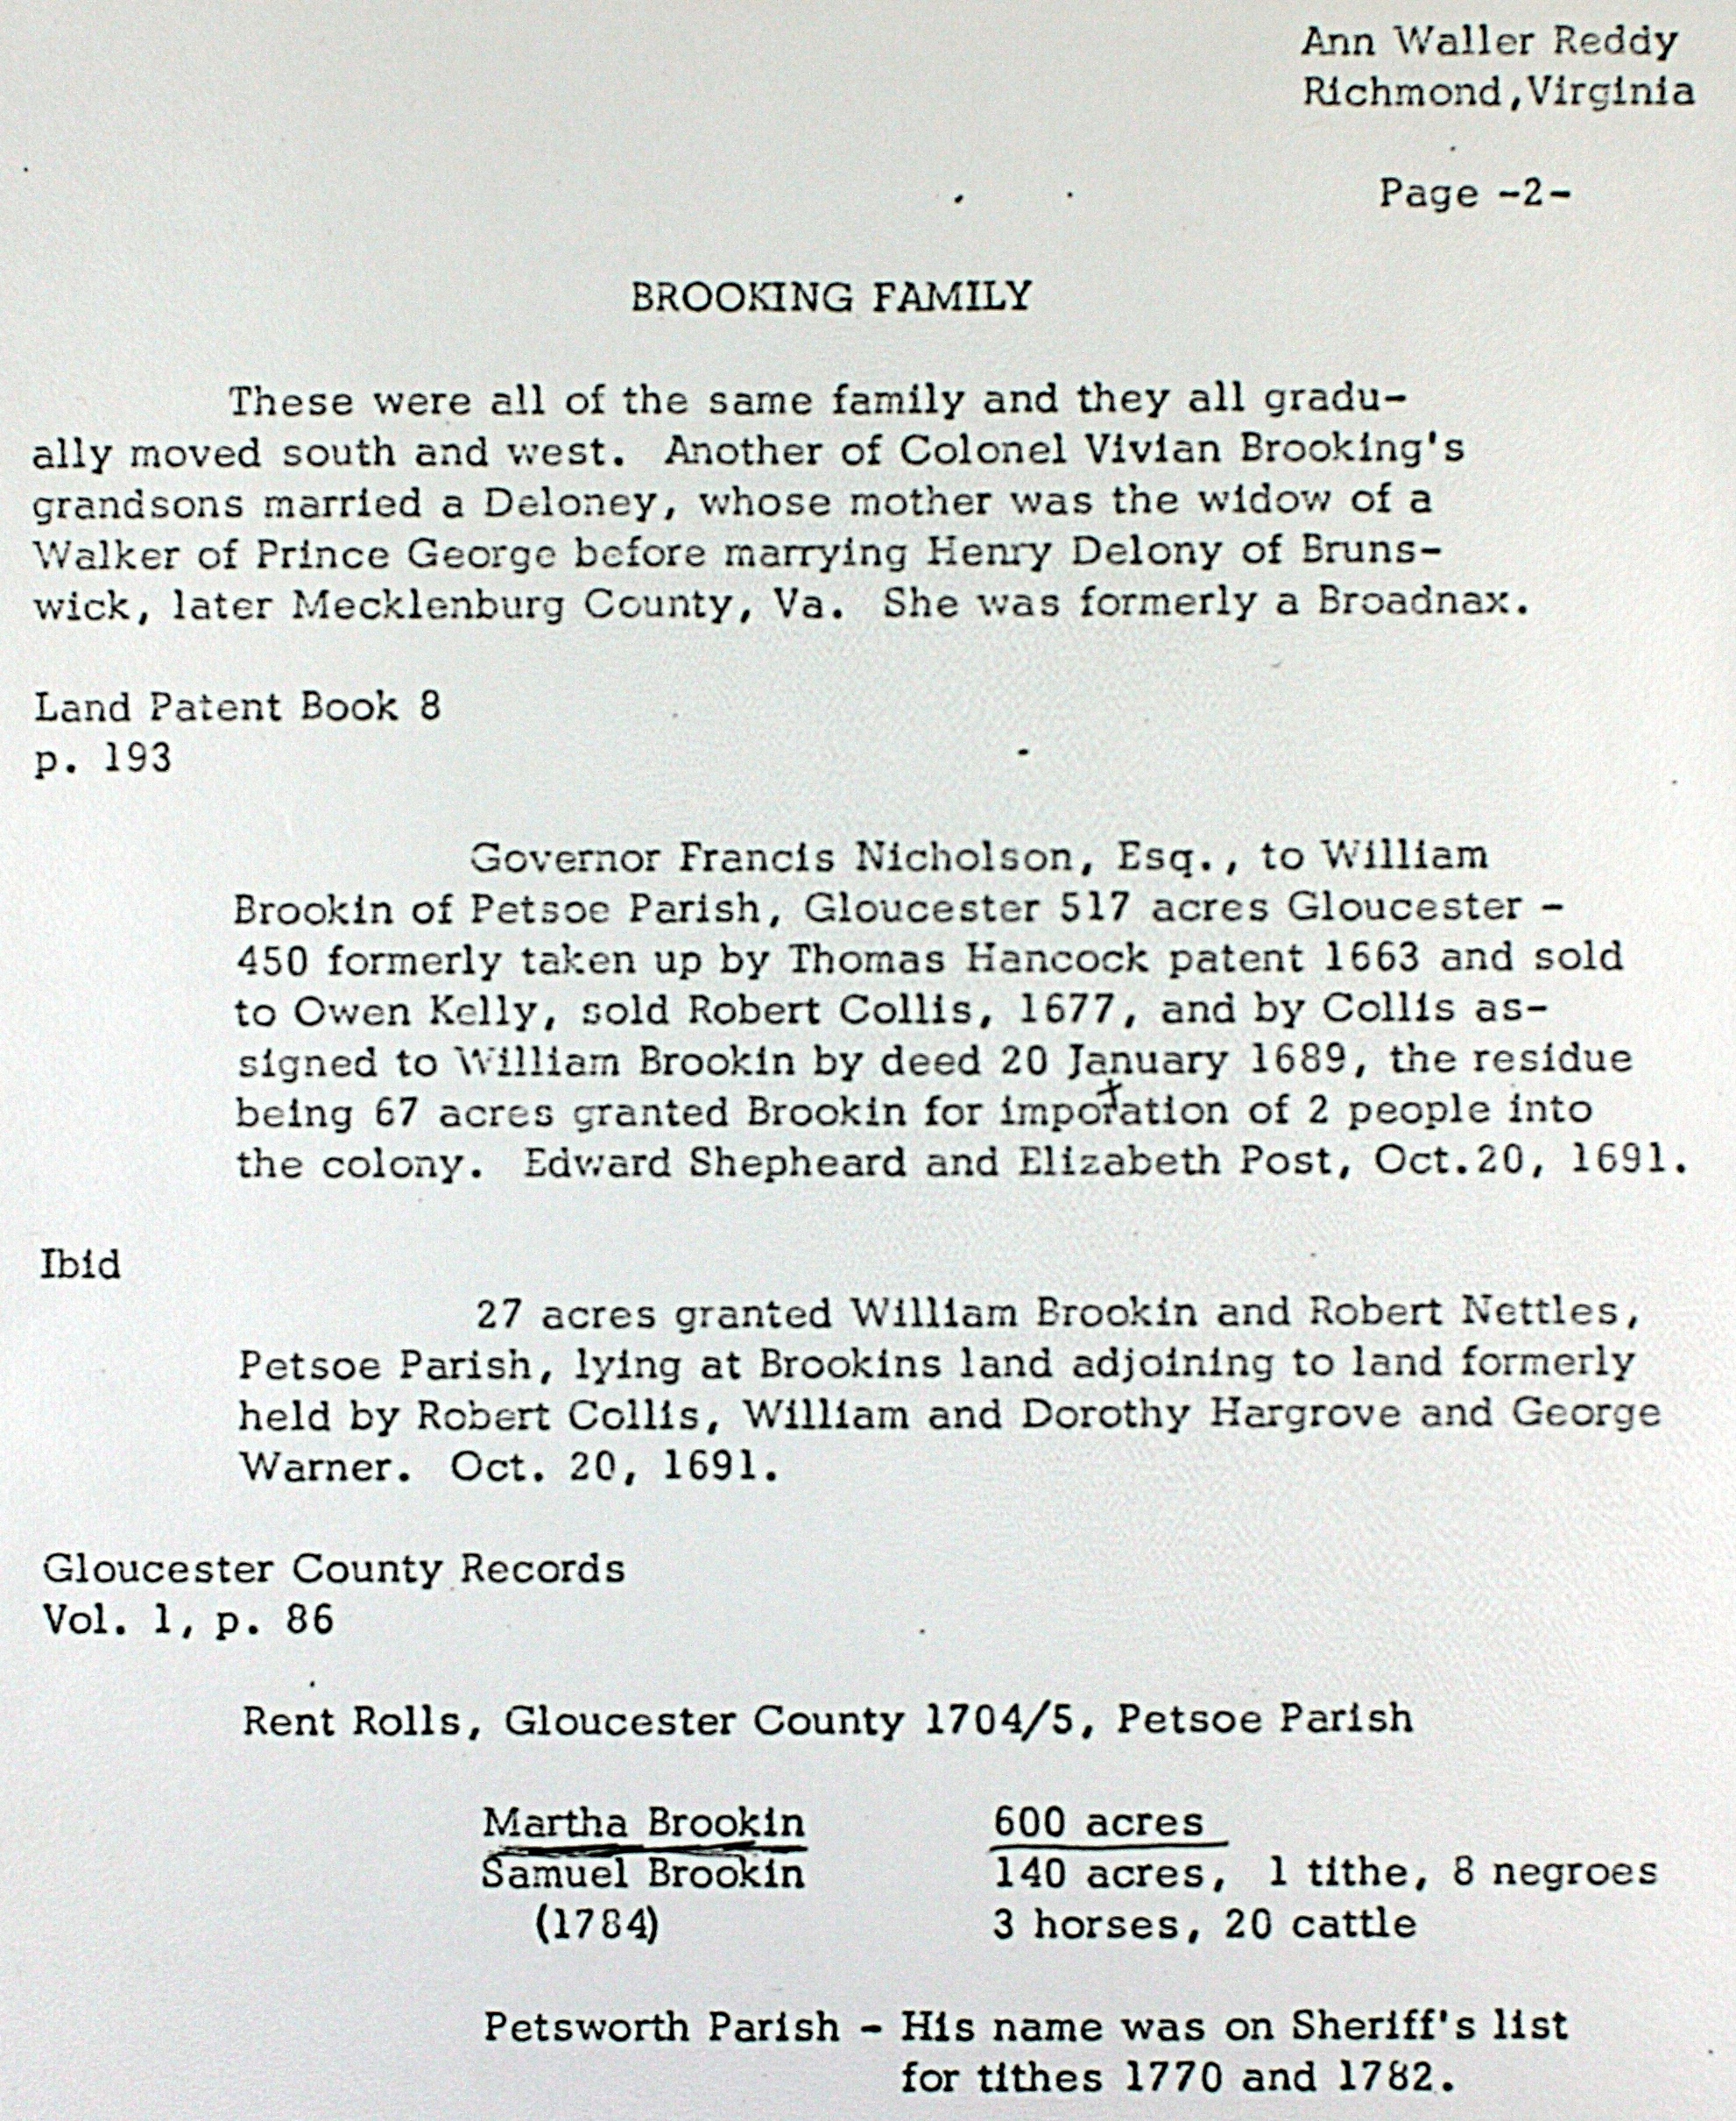 Ann Waller Reddy
Richmond,Virginia
Page -2-
BROOKING FAMILY
These were all of the same family and they all gradu-
ally moved south and west. Another of Colonel Vivian Brooking's
grandsons married a Deloney, whose mother was the widow of a
Walker of Prince George before marrying Henry Delony of Bruns-
wick, later Mecklenburg County, Va. She was formerly a Broadnax.
Land Patent Book 8
p. 193
Governor Francis Nicholson, Esq., to William
Brookin of Petsoe Parish, Gloucester 517 acres Gloucester -
450 formerly taken up by Thomas Hancock patent 1663 and sold
to Owen Kelly, sold Robert Collis, 1677, and by Collis as-
signed to William Brookin by deed 20 January 1689, the residue
being 67 acres granted Brookin for importation of 2 people into
the colony. Edward Shepheard and Elizabeth Post, Oct.20, 1691.
Ibid
27 acres granted William Brookin and Robert Nettles,
Petsoe Parish, lying at Brookins land adjoining to land formerly
held by Robert Collis, William and Dorothy Hargrove and George
Warner. Oct. 20, 1691.
Gloucester County Records
Vol. 1, p. 86
Rent Rolls, Gloucester County 1704/5, Petsoe Parish
Martha Brookin 600 acres
Samuel Brookin 140 acres, 1 tithe, 8 negroes
(1784) 3 horses, 20 cattle
Petsworth Parish - His name was on Sheriff's list
for tithes 1770 and 1782.